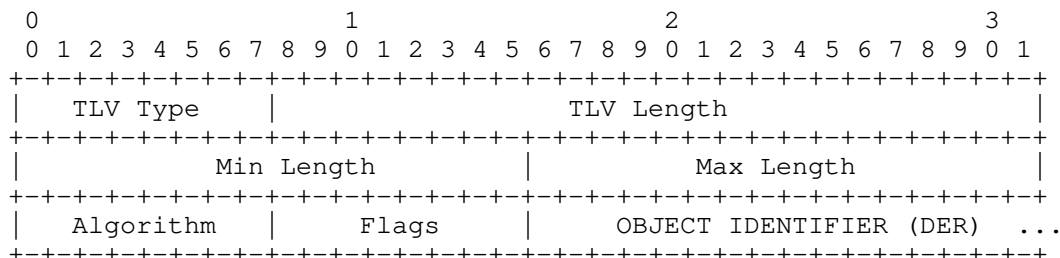 0                   1                   2                   3
 0 1 2 3 4 5 6 7 8 9 0 1 2 3 4 5 6 7 8 9 0 1 2 3 4 5 6 7 8 9 0 1
+-+-+-+-+-+-+-+-+-+-+-+-+-+-+-+-+-+-+-+-+-+-+-+-+-+-+-+-+-+-+-+-+
|   TLV Type    |                  TLV Length                   |
+-+-+-+-+-+-+-+-+-+-+-+-+-+-+-+-+-+-+-+-+-+-+-+-+-+-+-+-+-+-+-+-+
|            Min Length         |          Max Length           |
+-+-+-+-+-+-+-+-+-+-+-+-+-+-+-+-+-+-+-+-+-+-+-+-+-+-+-+-+-+-+-+-+
|   Algorithm   |     Flags     |     OBJECT IDENTIFIER (DER)  ...
+-+-+-+-+-+-+-+-+-+-+-+-+-+-+-+-+-+-+-+-+-+-+-+-+-+-+-+-+-+-+-+-+